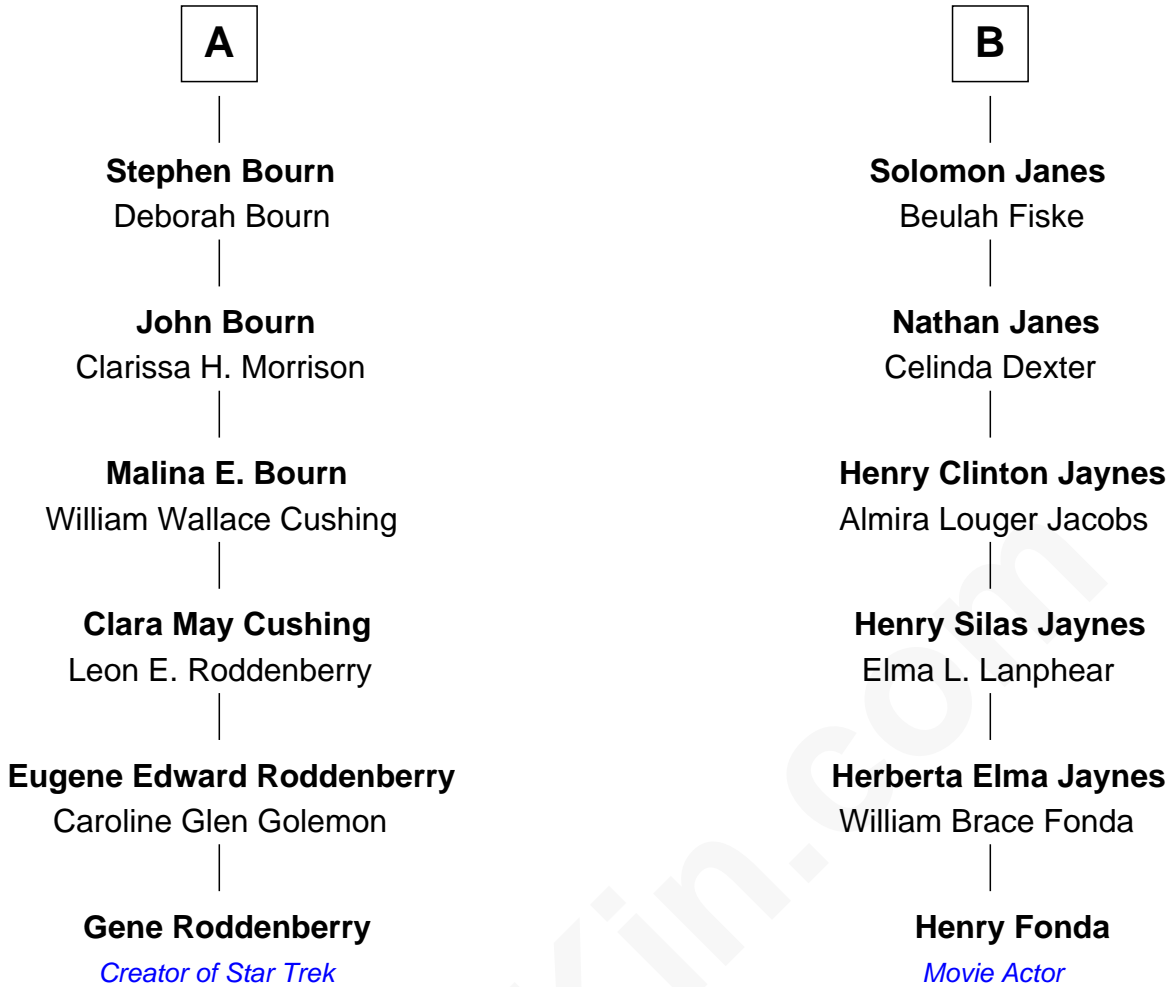 A
Stephen Bourn
Deborah Bourn
John Bourn
Clarissa H. Morrison
Malina E. Bourn
William Wallace Cushing
Clara May Cushing
Leon E. Roddenberry
Eugene Edward Roddenberry
Caroline Glen Golemon
Gene Roddenberry
Creator of Star Trek
B
Solomon Janes
Beulah Fiske
Nathan Janes
Celinda Dexter
Henry Clinton Jaynes
Almira Louger Jacobs
Henry Silas Jaynes
Elma L. Lanphear
Herberta Elma Jaynes
William Brace Fonda
Henry Fonda
Movie Actor